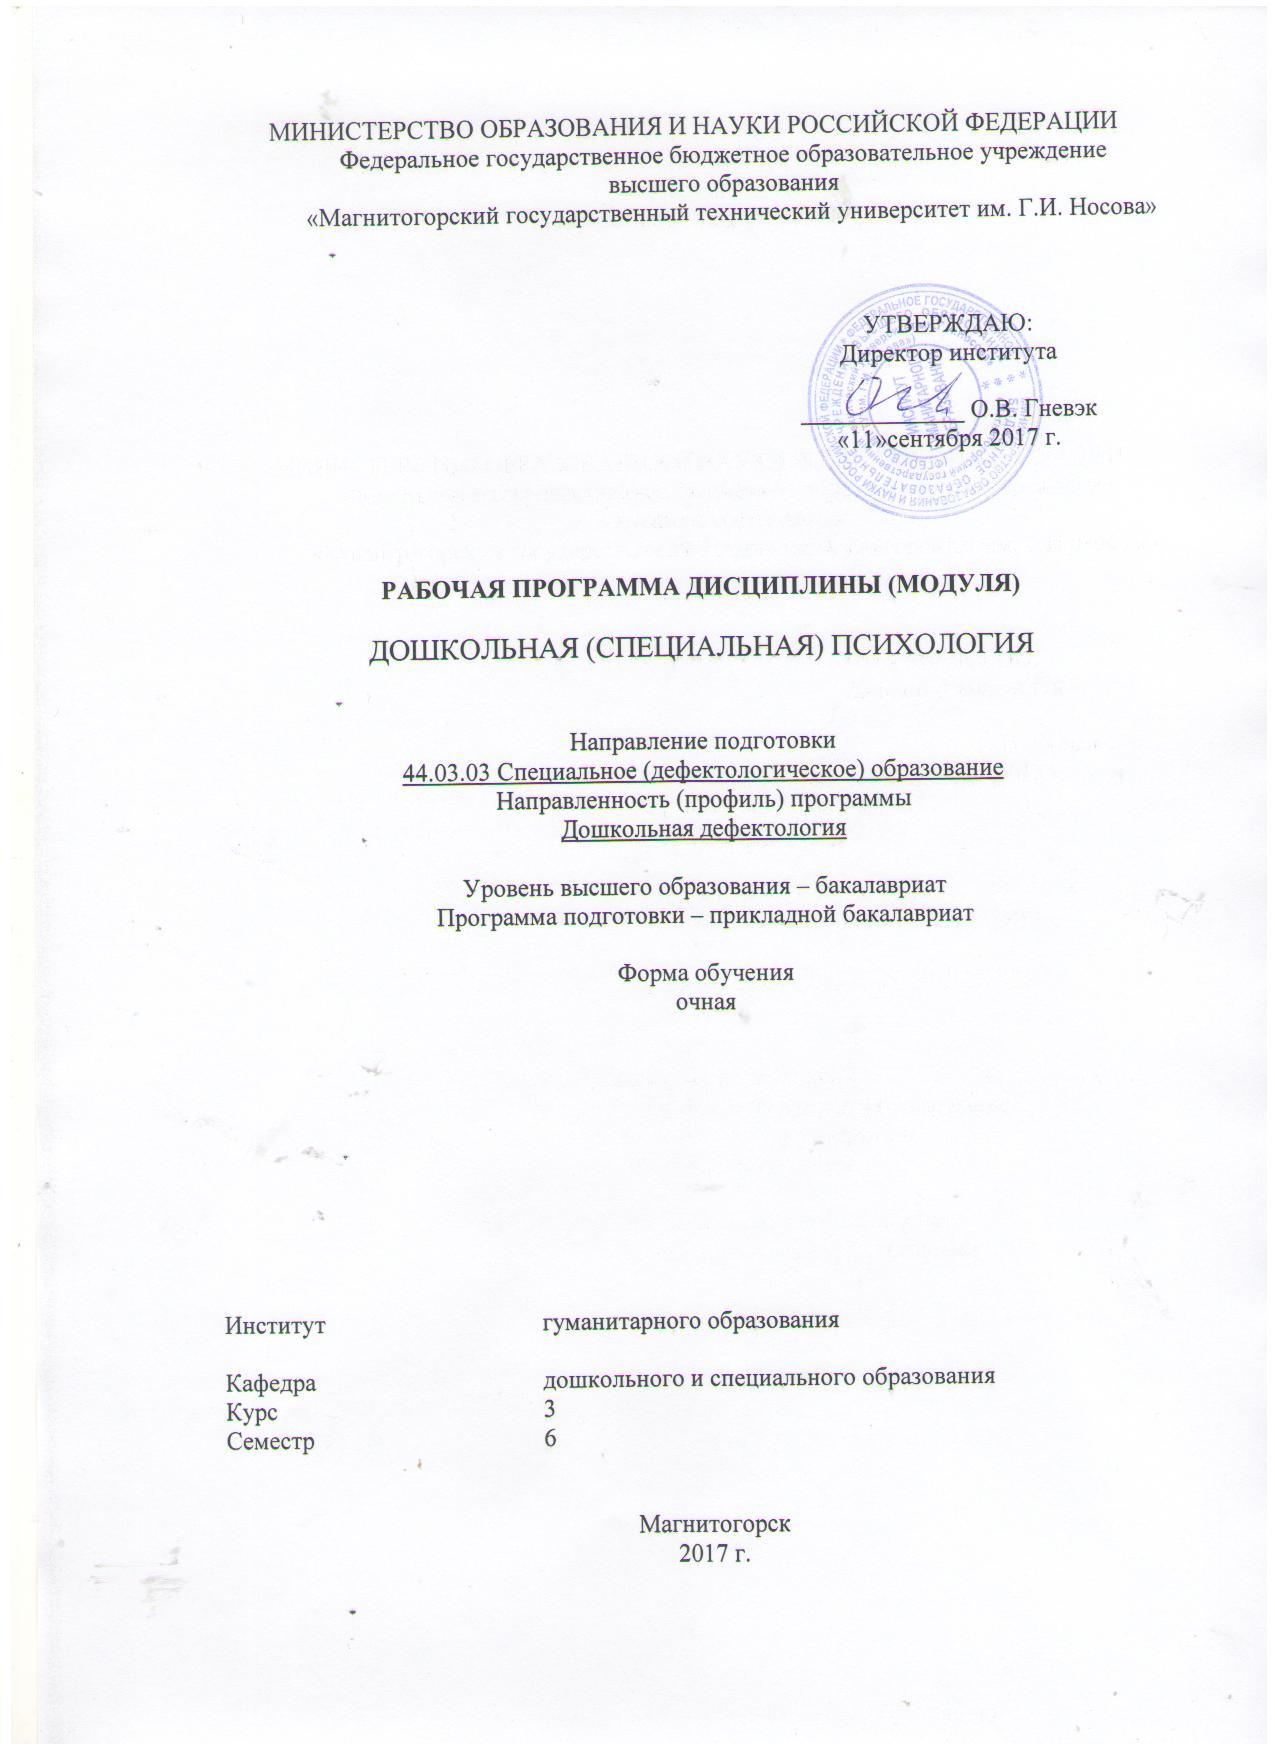 МИНИСТЕРСТВО ОБРАЗОВАНИЯ И НАУКИ РОССИЙСКОЙ ФЕДЕРАЦИИ
Федеральное государственное бюджетное образовательное учреждение
высшего образования
«Магнитогорский государственный технический университет им. Г.И. Носова»
УТВЕРЖДАЮ:
Директор института
О.В. Гневэк
«11»сентября 2017 г.
РАБОЧАЯ ПРОГРАММА ДИСЦИПЛИНЫ (МОДУЛЯ)
ДОШКОЛЬНАЯ (СПЕЦИАЛЬНАЯ) ПСИХОЛОГИЯ
Направление подготовки
44.03.03 Специальное (дефектологическое) образование
Направленность (профиль) программы
Дошкольная дефектология
Уровень высшего образования – бакалавриат
Программа подготовки – прикладной бакалавриат
Форма обучения
очная
Институт гуманитарного образования
Кафедра дошкольного и специального образования
Курс 3
Семестр 6
Магнитогорск
2017 г.